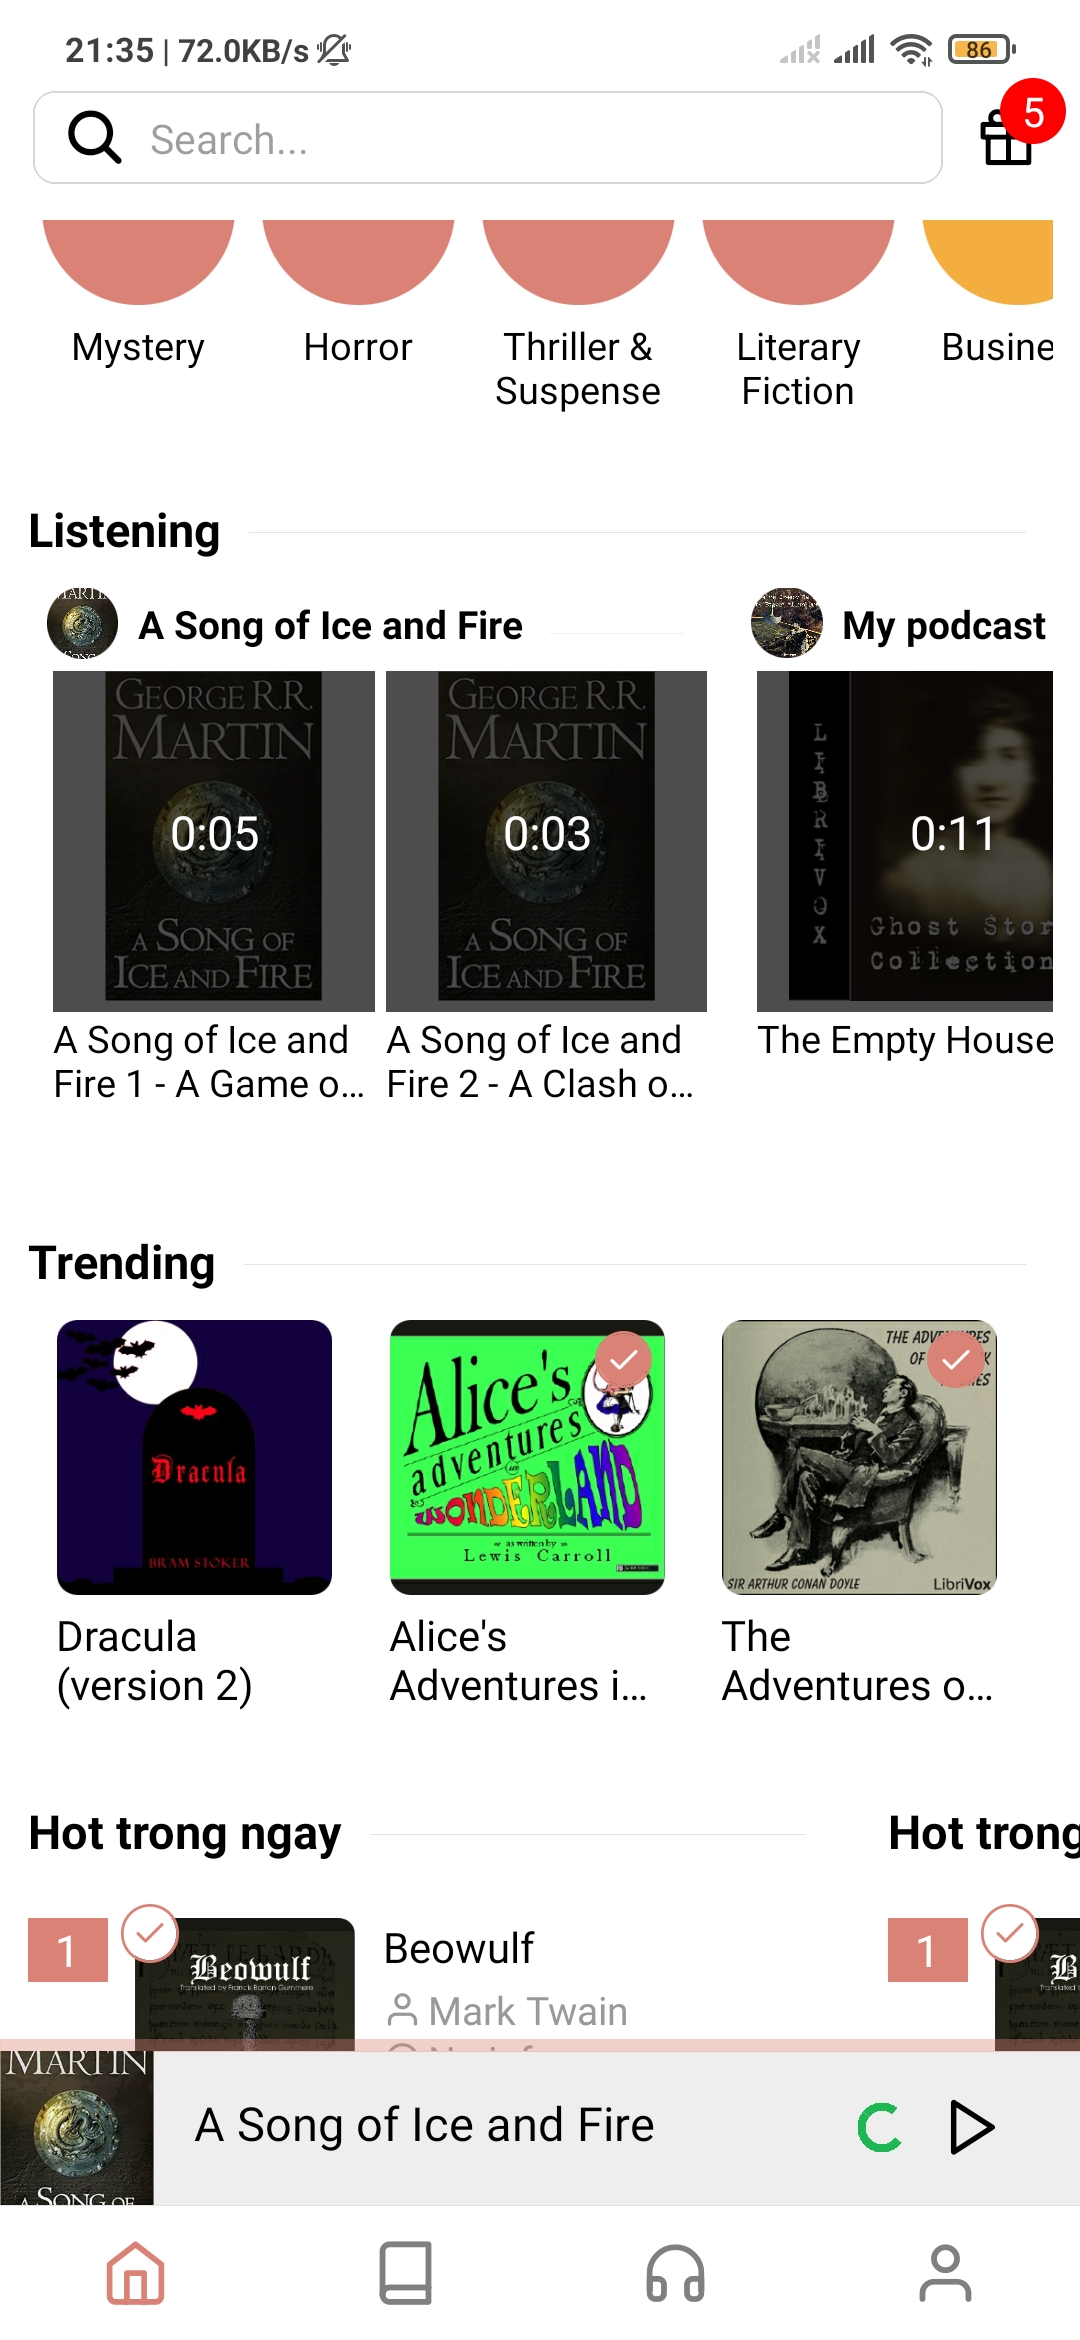 21:35 | 72.0KB/s
86
Search...
5
Mystery
Horror
Thriller &
Suspense
Literary
Fiction
Busine
Listening
A Song of Ice and Fire
My podcast
GEORGE R.R.
MARTIN
0:05
A SONG OF
ICE AND FIRE
GEORGE R.R.
MARTIN
0:03
A SONG OF
ICE AND FIRE
LIBRIVOX
0:11
Ghost Stor
Collection
A Song of Ice and
Fire 1 - A Game o...
A Song of Ice and
Fire 2 - A Clash o...
The Empty House
Trending
Dracula
BRAM STOKER
Alice's
adventures
in
WONDERLAND
as written by
Lewis Carroll
THE ADV
OF
SIR ARTHUR CONAN DOYLE
LibriVox
Dracula
(version 2)
Alice's
Adventures i...
The
Adventures o...
Hot trong ngay
Hot trong
1
Beowulf
Translated by Francis Barton Gummere
Beowulf
Mark Twain
1
B
MARTIN
A SONG OF
A Song of Ice and Fire